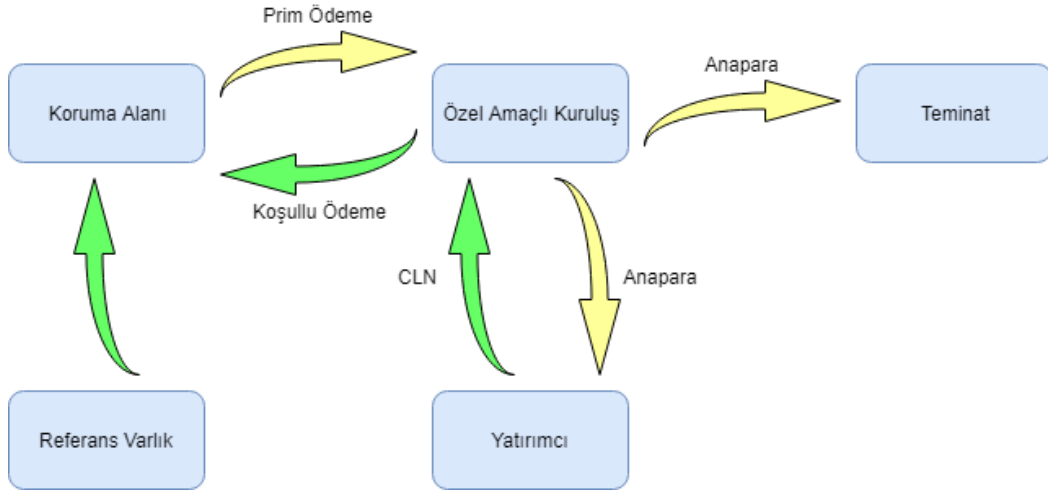 Prim Ödeme
Anapara
Koruma Alanı
Özel Amaçlı Kuruluş
Teminat
Koşullu Ödeme
CLN
Anapara
Referans Varlık
Yatırımcı